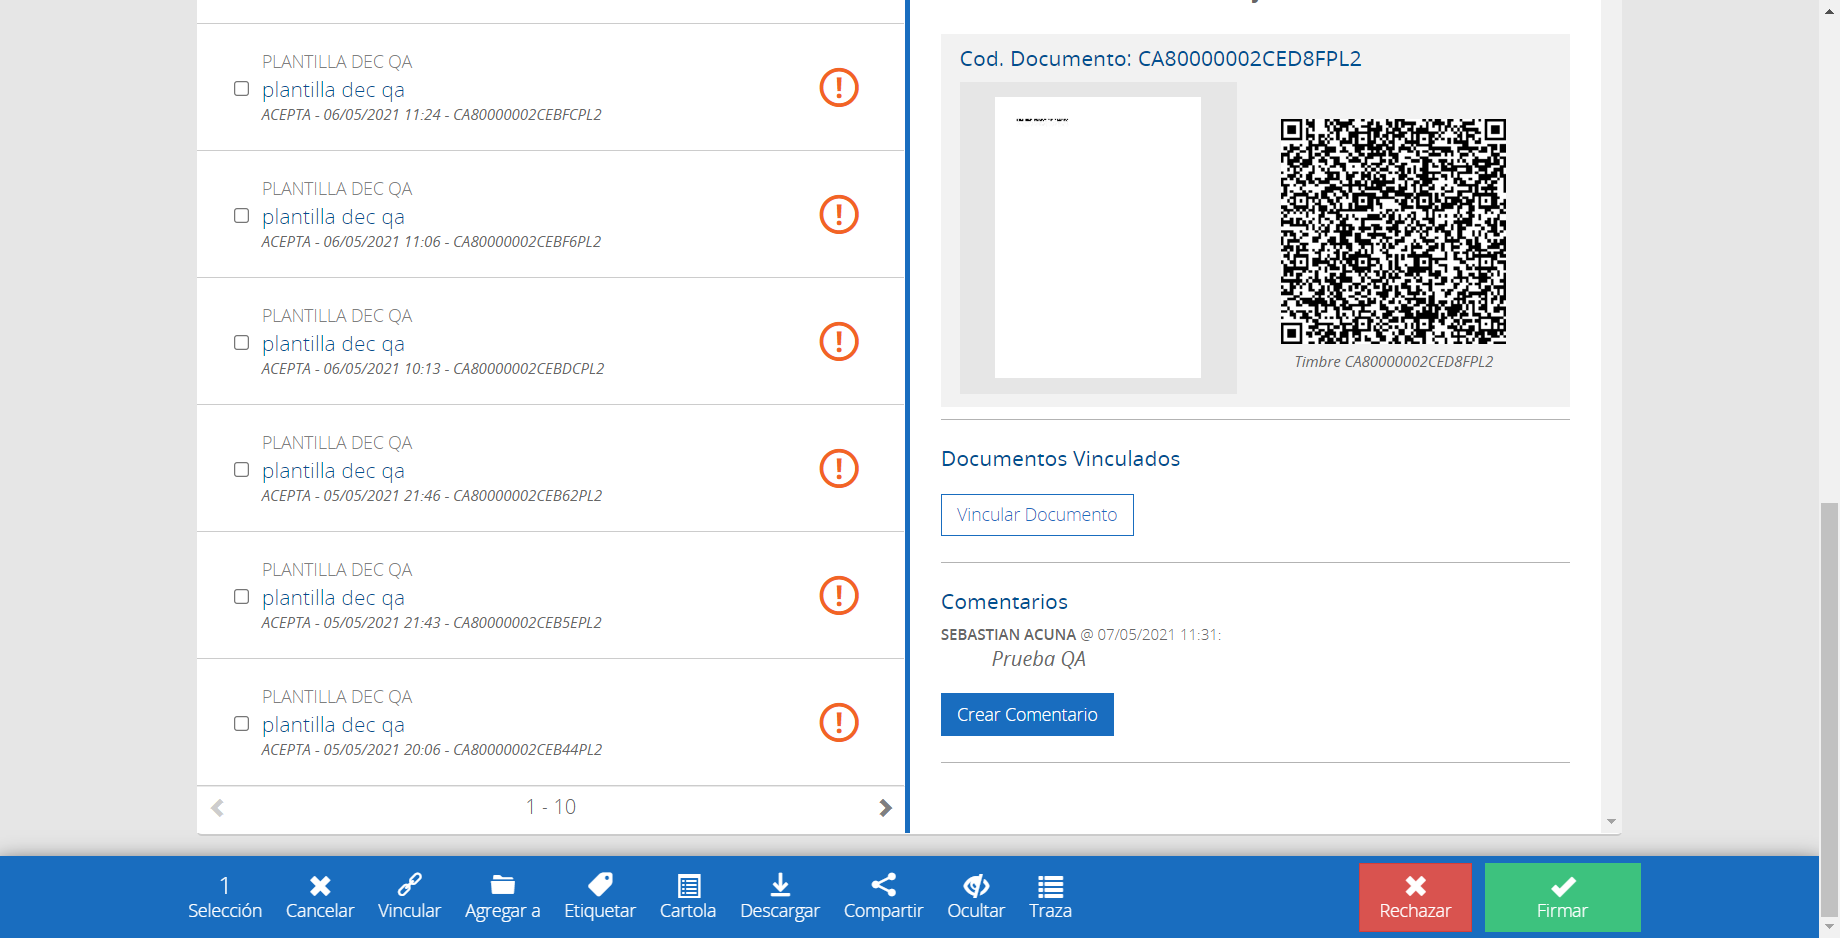 PLANTILLA DEC QA
plantilla dec qa
ACEPTA - 06/05/2021 11:24 - CA80000002CEBFCPL2
PLANTILLA DEC QA
plantilla dec qa
ACEPTA - 06/05/2021 11:06 - CA80000002CEBF6PL2
PLANTILLA DEC QA
plantilla dec qa
ACEPTA - 06/05/2021 10:13 - CA80000002CEBDCPL2
PLANTILLA DEC QA
plantilla dec qa
ACEPTA - 05/05/2021 21:46 - CA80000002CEB62PL2
PLANTILLA DEC QA
plantilla dec qa
ACEPTA - 05/05/2021 21:43 - CA80000002CEB5EPL2
PLANTILLA DEC QA
plantilla dec qa
ACEPTA - 05/05/2021 20:06 - CA80000002CEB44PL2
1 - 10
Cod. Documento: CA80000002CED8FPL2
Timbre CA80000002CED8FPL2
Documentos Vinculados
Vincular Documento
Comentarios
SEBASTIAN ACUNA @ 07/05/2021 11:31:
Prueba QA
Crear Comentario
1
Selección
Cancelar
Vincular
Agregar a
Etiquetar
Cartola
Descargar
Compartir
Ocultar
Traza
Rechazar
Firmar